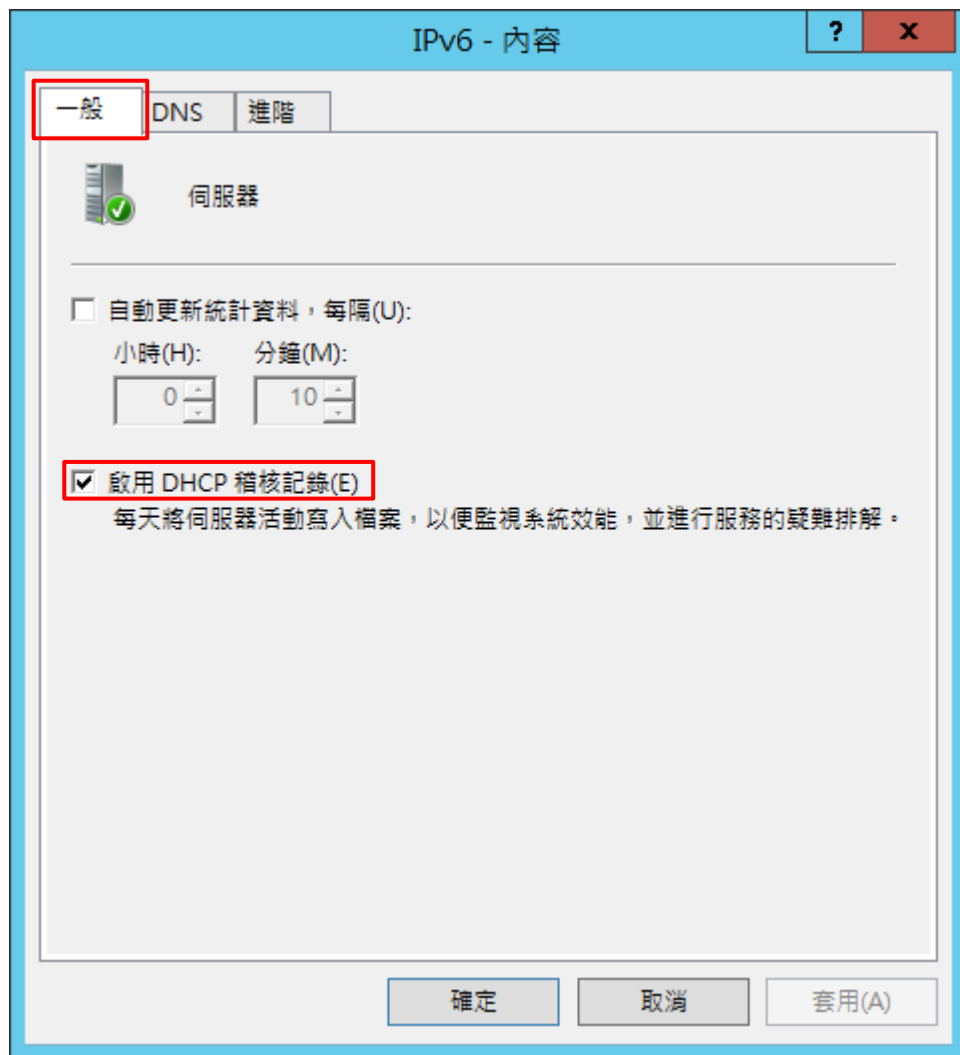 IPv6 - 內容
? x
一般 DNS 進階
伺服器
自動更新統計資料，每隔(U):
小時(H): 分鐘(M):
0 10
啟用 DHCP 稽核記錄(E)
每天將伺服器活動寫入檔案，以便監視系統效能，並進行服務的疑難排解。
確定 取消 套用(A)